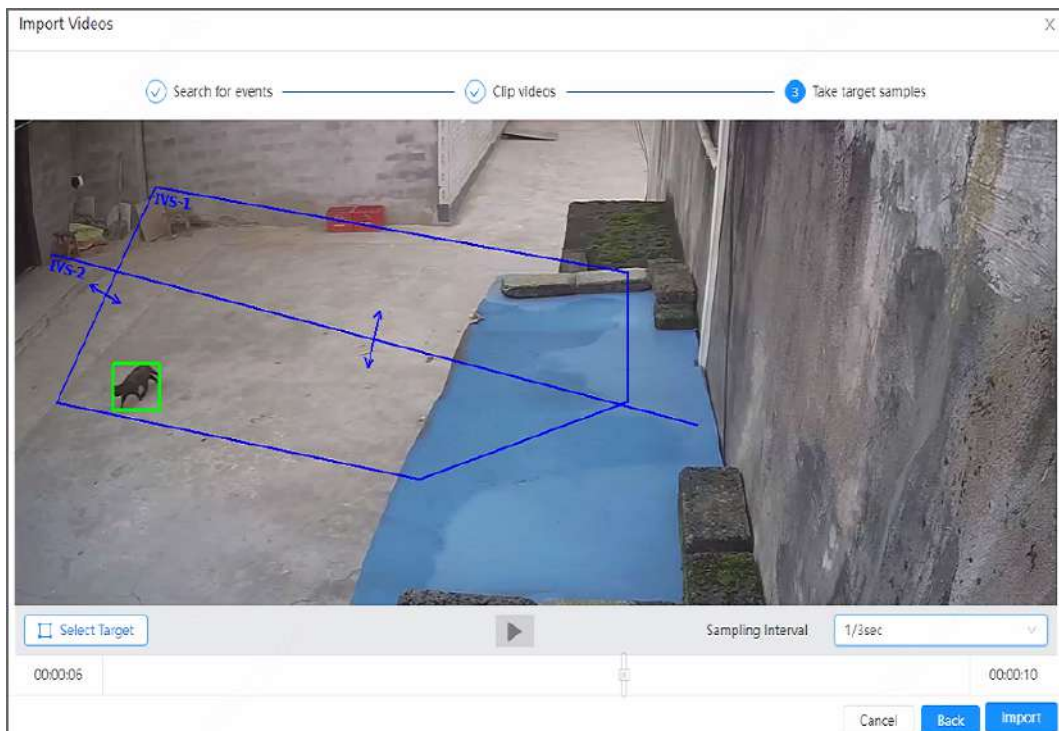 Import Videos X
Search for events Clip videos 3 Take target samples
IVS-1
IVS-2
Select Target Sampling Interval 1/3sec
00:00:06 00:00:10
Cancel Back Import